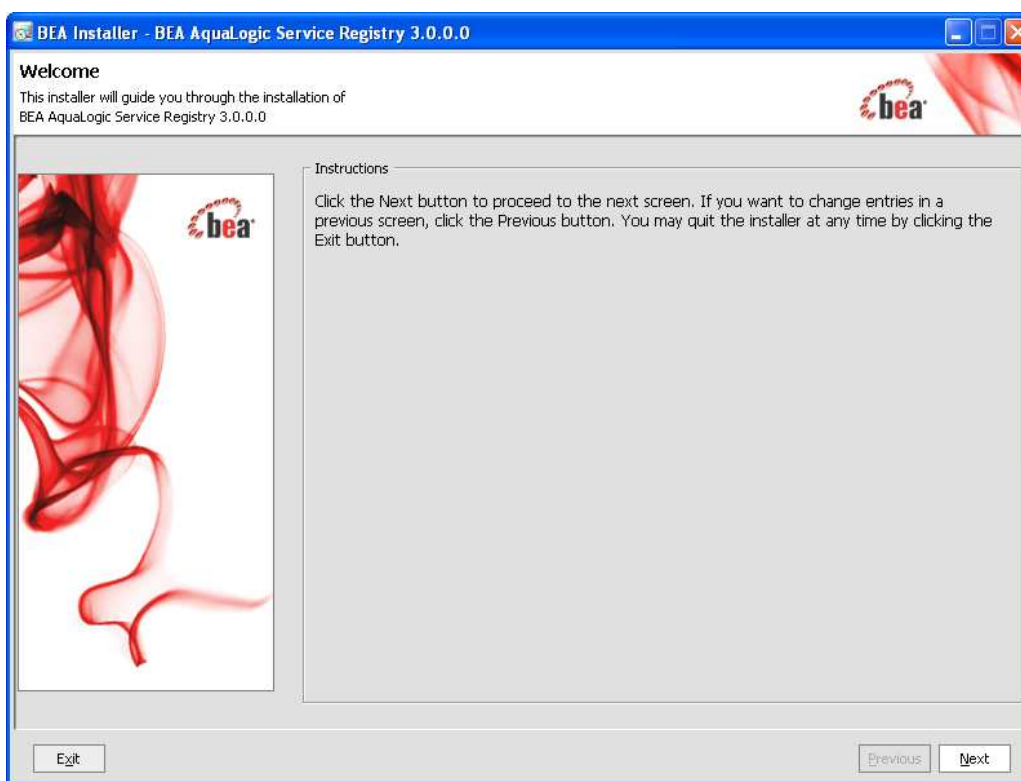 BEA Installer - BEA AquaLogic Service Registry 3.0.0.0
Welcome
This installer will guide you through the installation of
BEA AquaLogic Service Registry 3.0.0.0
bea
bea
Instructions
Click the Next button to proceed to the next screen. If you want to change entries in a
previous screen, click the Previous button. You may quit the installer at any time by clicking the
Exit button.
Exit
Previous
Next